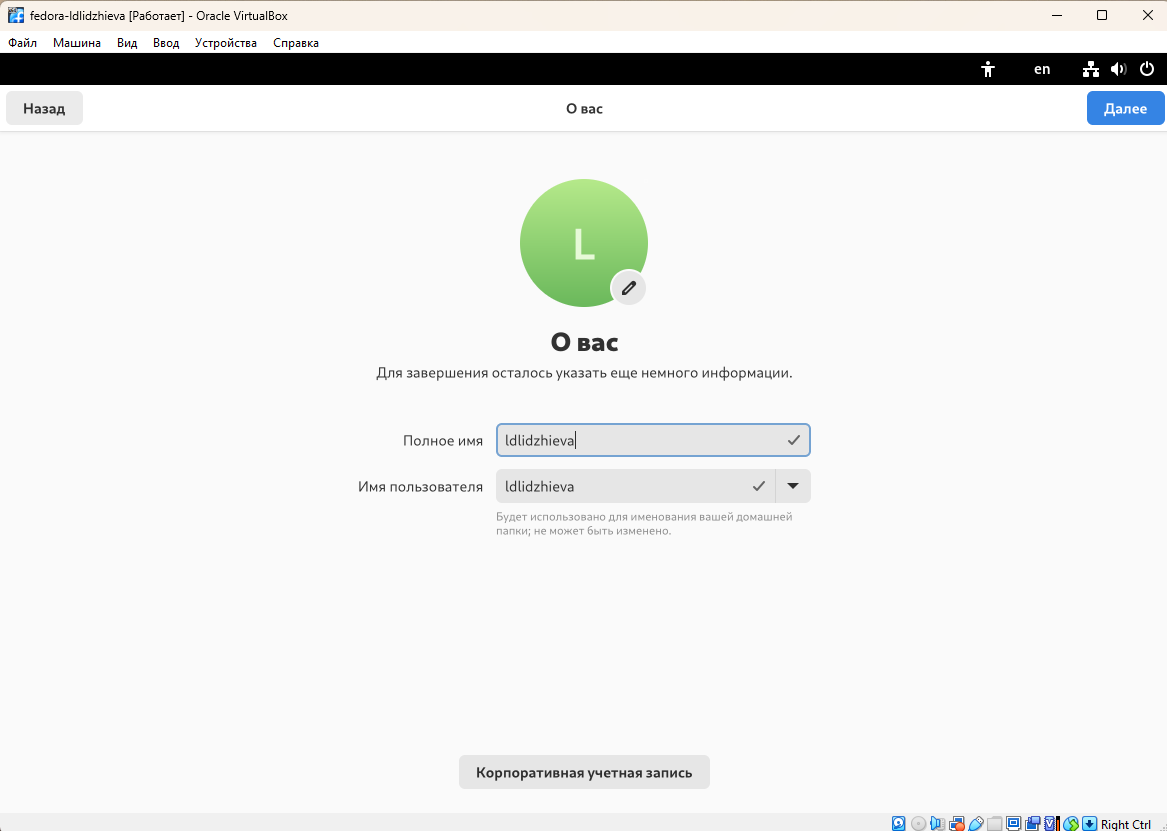 fedora-ldlidzhieva [Работает] - Oracle VirtualBox
Файл Машина Вид Ввод Устройства Справка
en
Назад
О вас
Далее
L
О вас
Для завершения осталось указать еще немного информации.
Полное имя ldlidzhieva
Имя пользователя ldlidzhieva
Будет использовано для именования вашей домашней
папки; не может быть изменено.
Корпоративная учетная запись
Right Ctrl